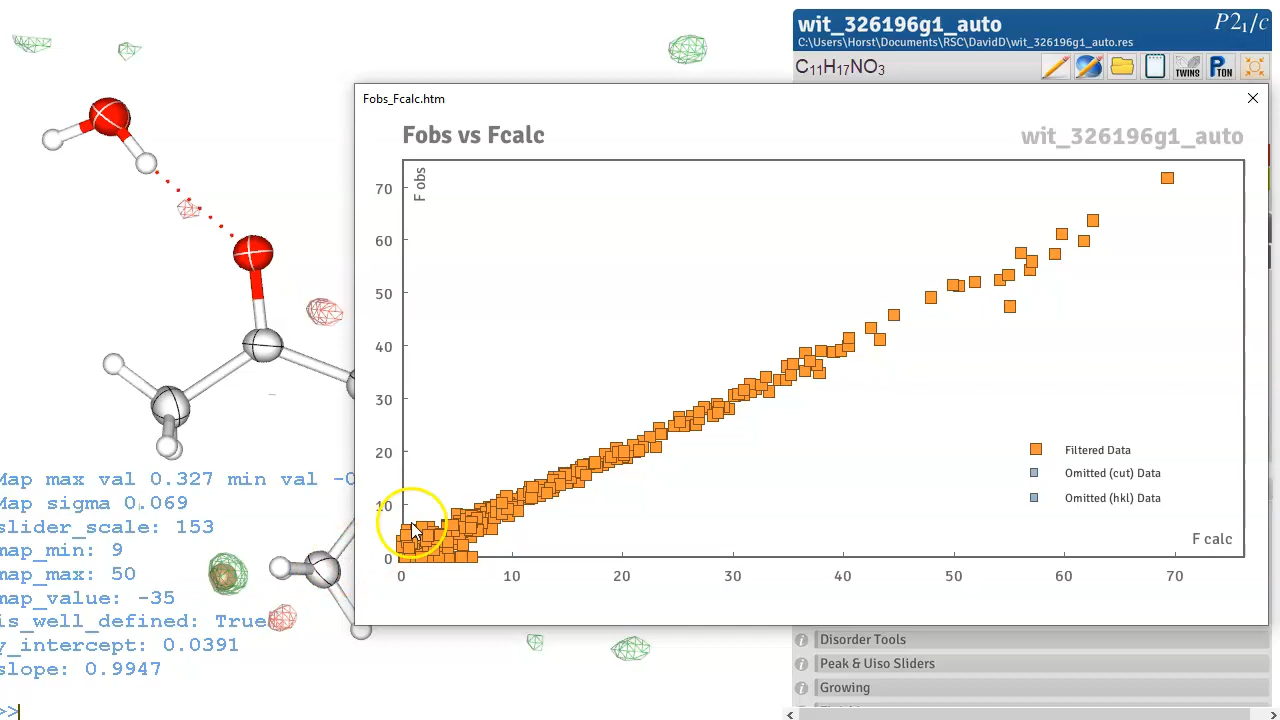 wit_326196g1_auto
P2₁/c
C:\Users\Horst\Documents\RSC\DavidD\wit_326196g1_auto.res
C₁₁H₁₇NO₃
TWINS
PTON
Fobs_Fcalc.htm
Fobs vs Fcalc
wit_326196g1_auto
F obs
70
60
50
40
30
20
10
0
Filtered Data
Omitted (cut) Data
Omitted (hkl) Data
F calc
0 10 20 30 40 50 60 70
Map max val 0.327 min val -0
Map sigma 0.069
slider_scale: 153
map_min: 9
map_max: 50
map_value: -35
is_well_defined: True
y_intercept: 0.0391
slope: 0.9947
>>
Disorder Tools
Peak & Uiso Sliders
Growing